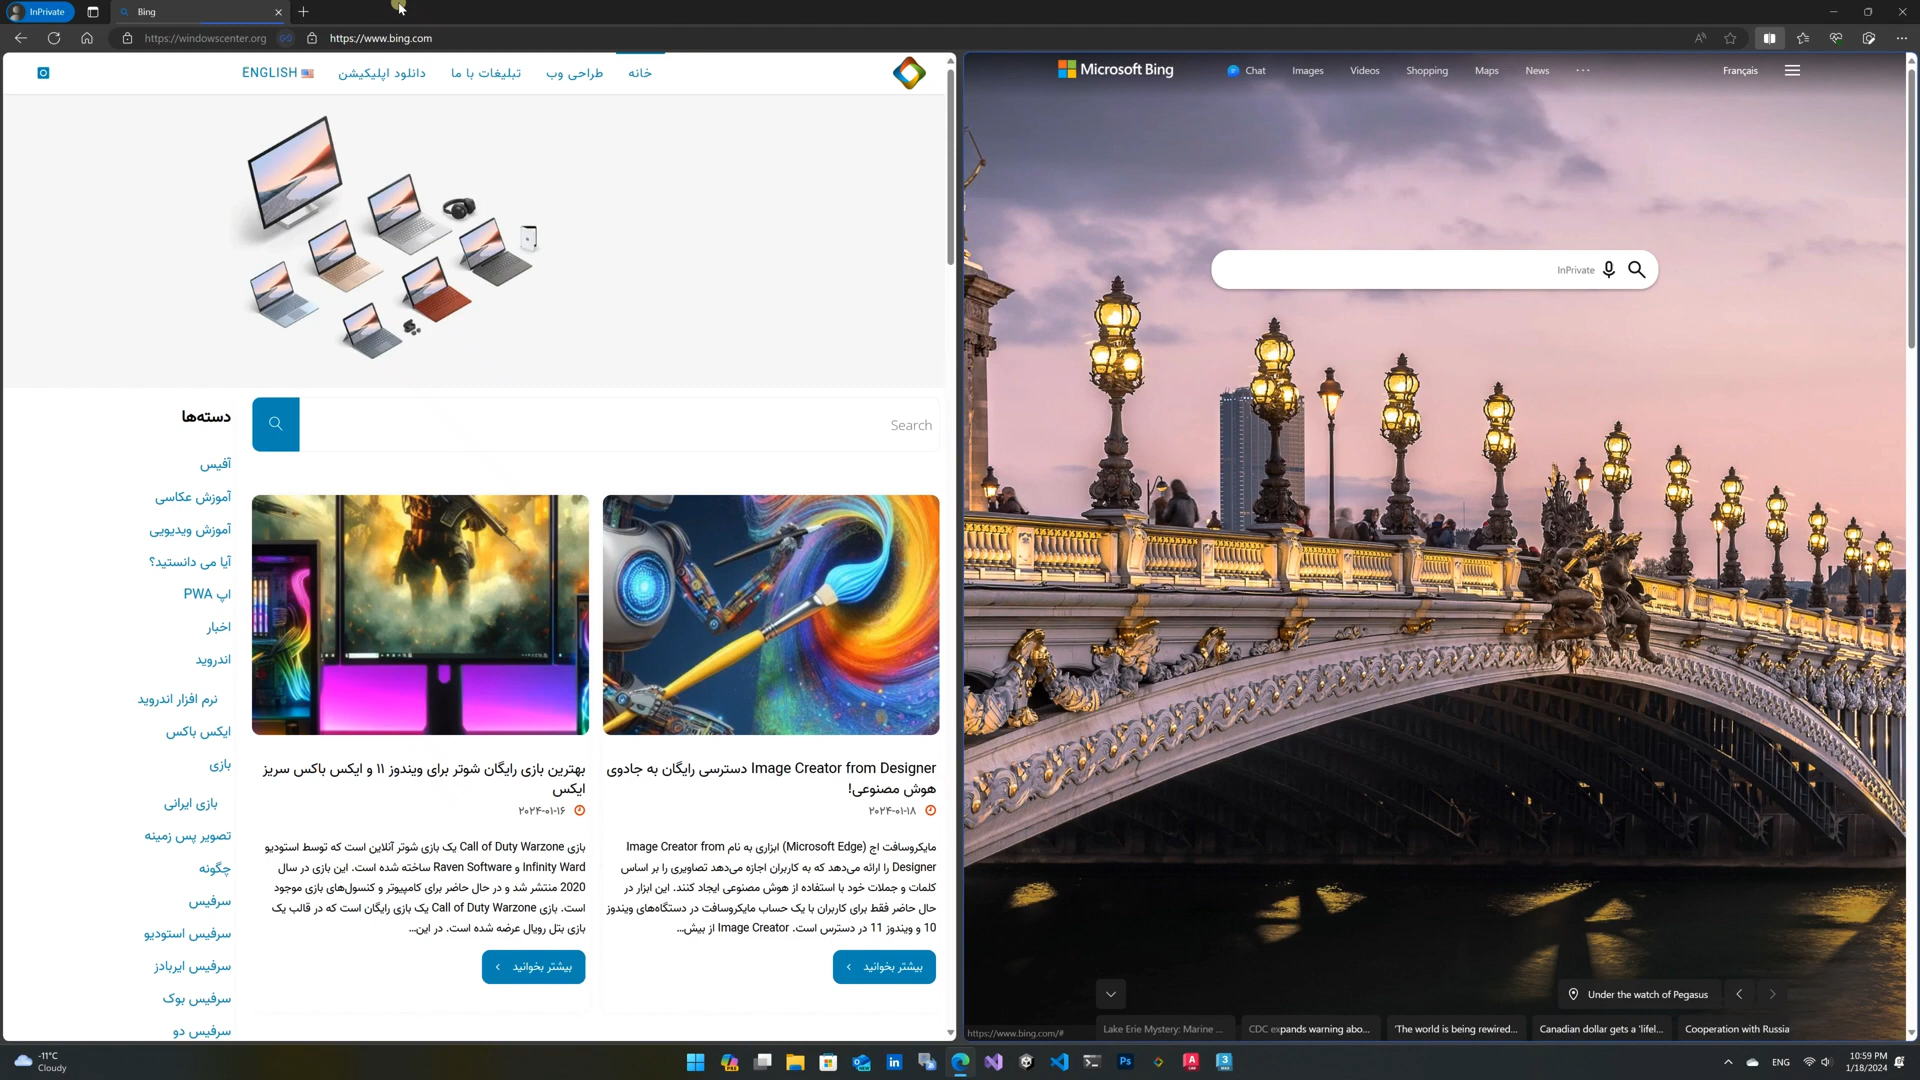 InPrivate
Bing
https://windowscenter.org
https://www.bing.com
خانه
طراحی وب
تبلیغات با ما
دانلود اپلیکیشن
ENGLISH
Search
دسته‌ها
آفیس
آموزش عکاسی
آموزش ویدیویی
آیا می دانستید؟
اپ PWA
اخبار
اندروید
نرم افزار اندروید
ایکس باکس
بازی
بازی ایرانی
تصویر پس زمینه
چگونه
سرفیس
سرفیس استودیو
سرفیس ایربادز
سرفیس بوک
سرفیس دو
Image Creator from Designer دسترسی رایگان به جادوی
هوش مصنوعی!
۲۰۲۴-۰۱-۱۸
مایکروسافت اج (Microsoft Edge) ابزاری به نام Image Creator from
Designer را ارائه می‌دهد که به کاربران اجازه می‌دهد تصاویری را بر اساس
کلمات و جملات خود با استفاده از هوش مصنوعی ایجاد کنند. این ابزار در
حال حاضر فقط برای کاربران با یک حساب مایکروسافت در دستگاه‌های ویندوز
10 و ویندوز 11 در دسترس است. Image Creator از بیش...
بیشتر بخوانید
بهترین بازی رایگان شوتر برای ویندوز ۱۱ و ایکس باکس سریز
ایکس
۲۰۲۴-۰۱-۱۶
بازی Call of Duty Warzone یک بازی شوتر آنلاین است که توسط استودیو
Infinity Ward و Raven Software ساخته شده است. این بازی در سال
2020 منتشر شد و در حال حاضر برای کامپیوتر و کنسول‌های بازی موجود
است. بازی Call of Duty Warzone یک بازی رایگان است که در قالب یک
بازی بتل رویال عرضه شده است. در این...
بیشتر بخوانید
Microsoft Bing
Chat
Images
Videos
Shopping
Maps
News
Français
InPrivate
Under the watch of Pegasus
https://www.bing.com/#
Lake Erie Mystery: Marine ...
CDC expands warning abo...
'The world is being rewired...
Canadian dollar gets a 'lifel...
Cooperation with Russia
-11°C
Cloudy
ENG
10:59 PM
1/18/2024